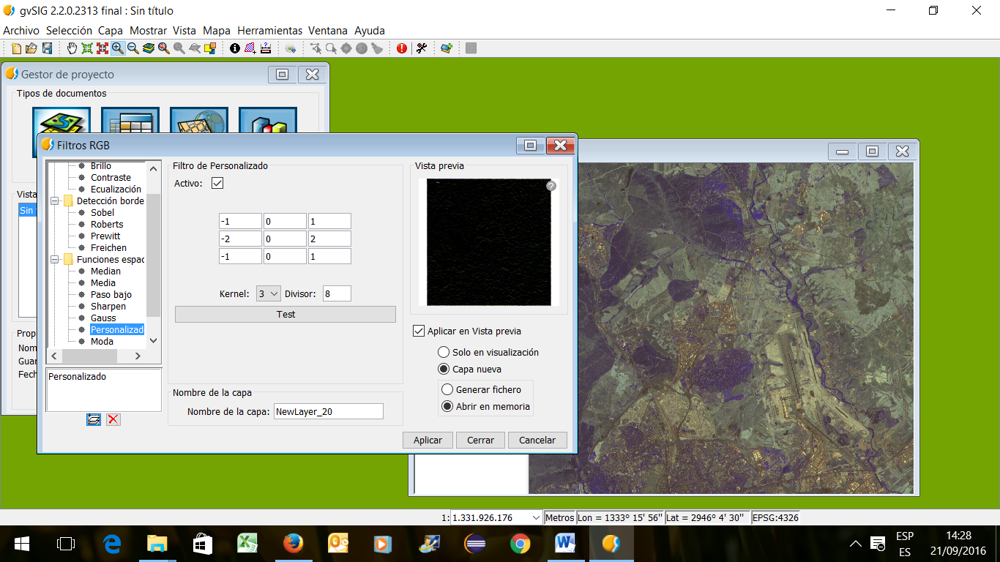 gvSIG 2.2.0.2313 final : Sin título
Archivo Selección Capa Mostrar Vista Mapa Herramientas Ventana Ayuda
Gestor de proyecto
Tipos de documentos
Vista
Sin
Prop
Nom
Guar
Fech
Filtros RGB
Brillo
Contraste
Ecualización
Detección borde
Sobel
Roberts
Prewitt
Freichen
Funciones espac
Median
Media
Paso bajo
Sharpen
Gauss
Personalizad
Moda
Personalizado
Filtro de Personalizado
Activo:
-1 0 1
-2 0 2
-1 0 1
Kernel: 3 Divisor: 8
Test
Nombre de la capa
Nombre de la capa: NewLayer_20
Vista previa
?
Aplicar en Vista previa
Solo en visualización
Capa nueva
Generar fichero
Abrir en memoria
Aplicar Cerrar Cancelar
1: 1.331.926.176 Metros Lon = 1333° 15' 56'' Lat = 2946° 4' 30'' EPSG:4326
ESP
ES
14:28
21/09/2016